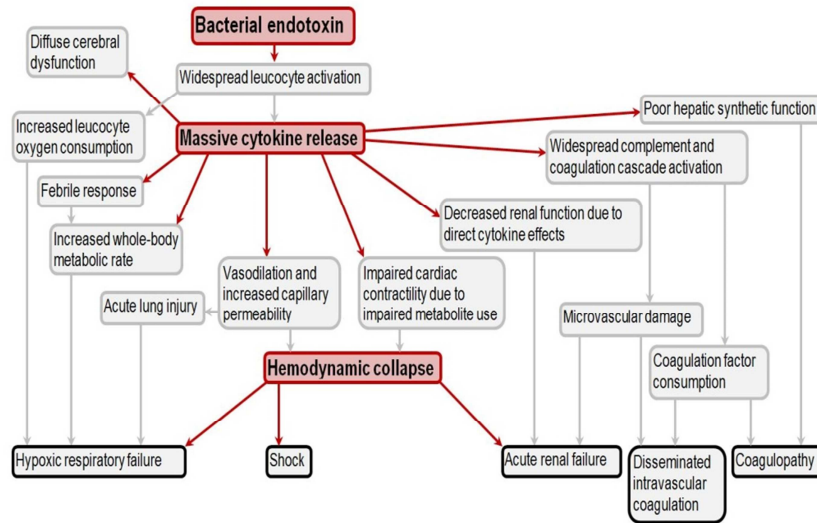 Bacterial endotoxin
Diffuse cerebral
dysfunction
Widespread leucocyte activation
Poor hepatic synthetic function
Increased leucocyte
oxygen consumption
Massive cytokine release
Widespread complement and
coagulation cascade activation
Febrile response
Decreased renal function due to
direct cytokine effects
Increased whole-body
metabolic rate
Vasodilation and
increased capillary
permeability
Impaired cardiac
contractility due to
impaired metabolite use
Acute lung injury
Microvascular damage
Coagulation factor
consumption
Hemodynamic collapse
Hypoxic respiratory failure
Shock
Acute renal failure
Disseminated
intravascular
coagulation
Coagulopathy